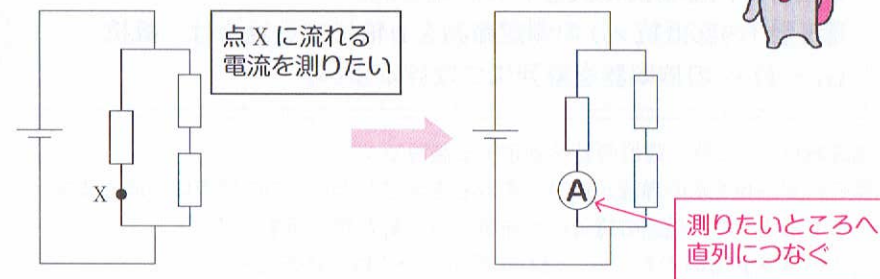 点Xに流れる
電流を測りたい
X
A
測りたいところへ
直列につなぐ